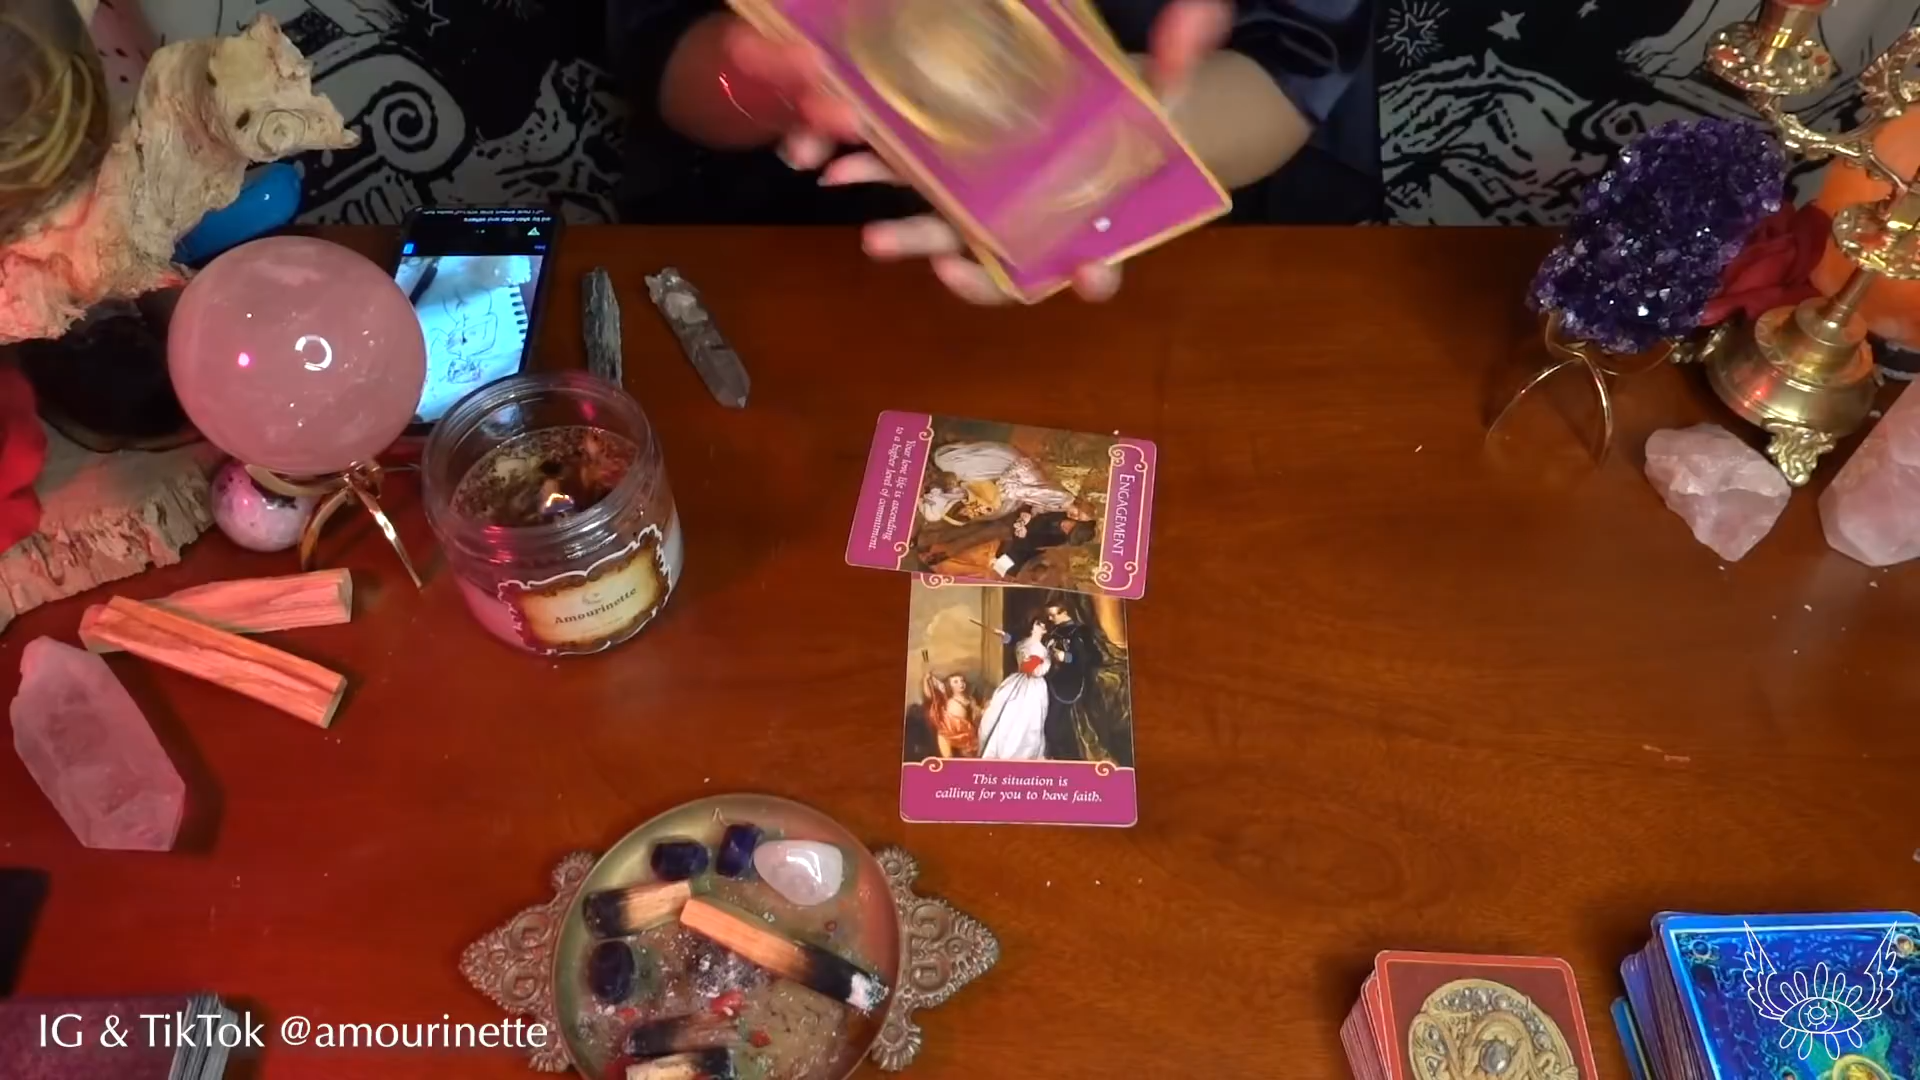 ENGAGEMENT
Your love life is ascending
to a higher level of commitment.
This situation is
calling for you to have faith.
Amourinette
IG & TikTok @amourinette